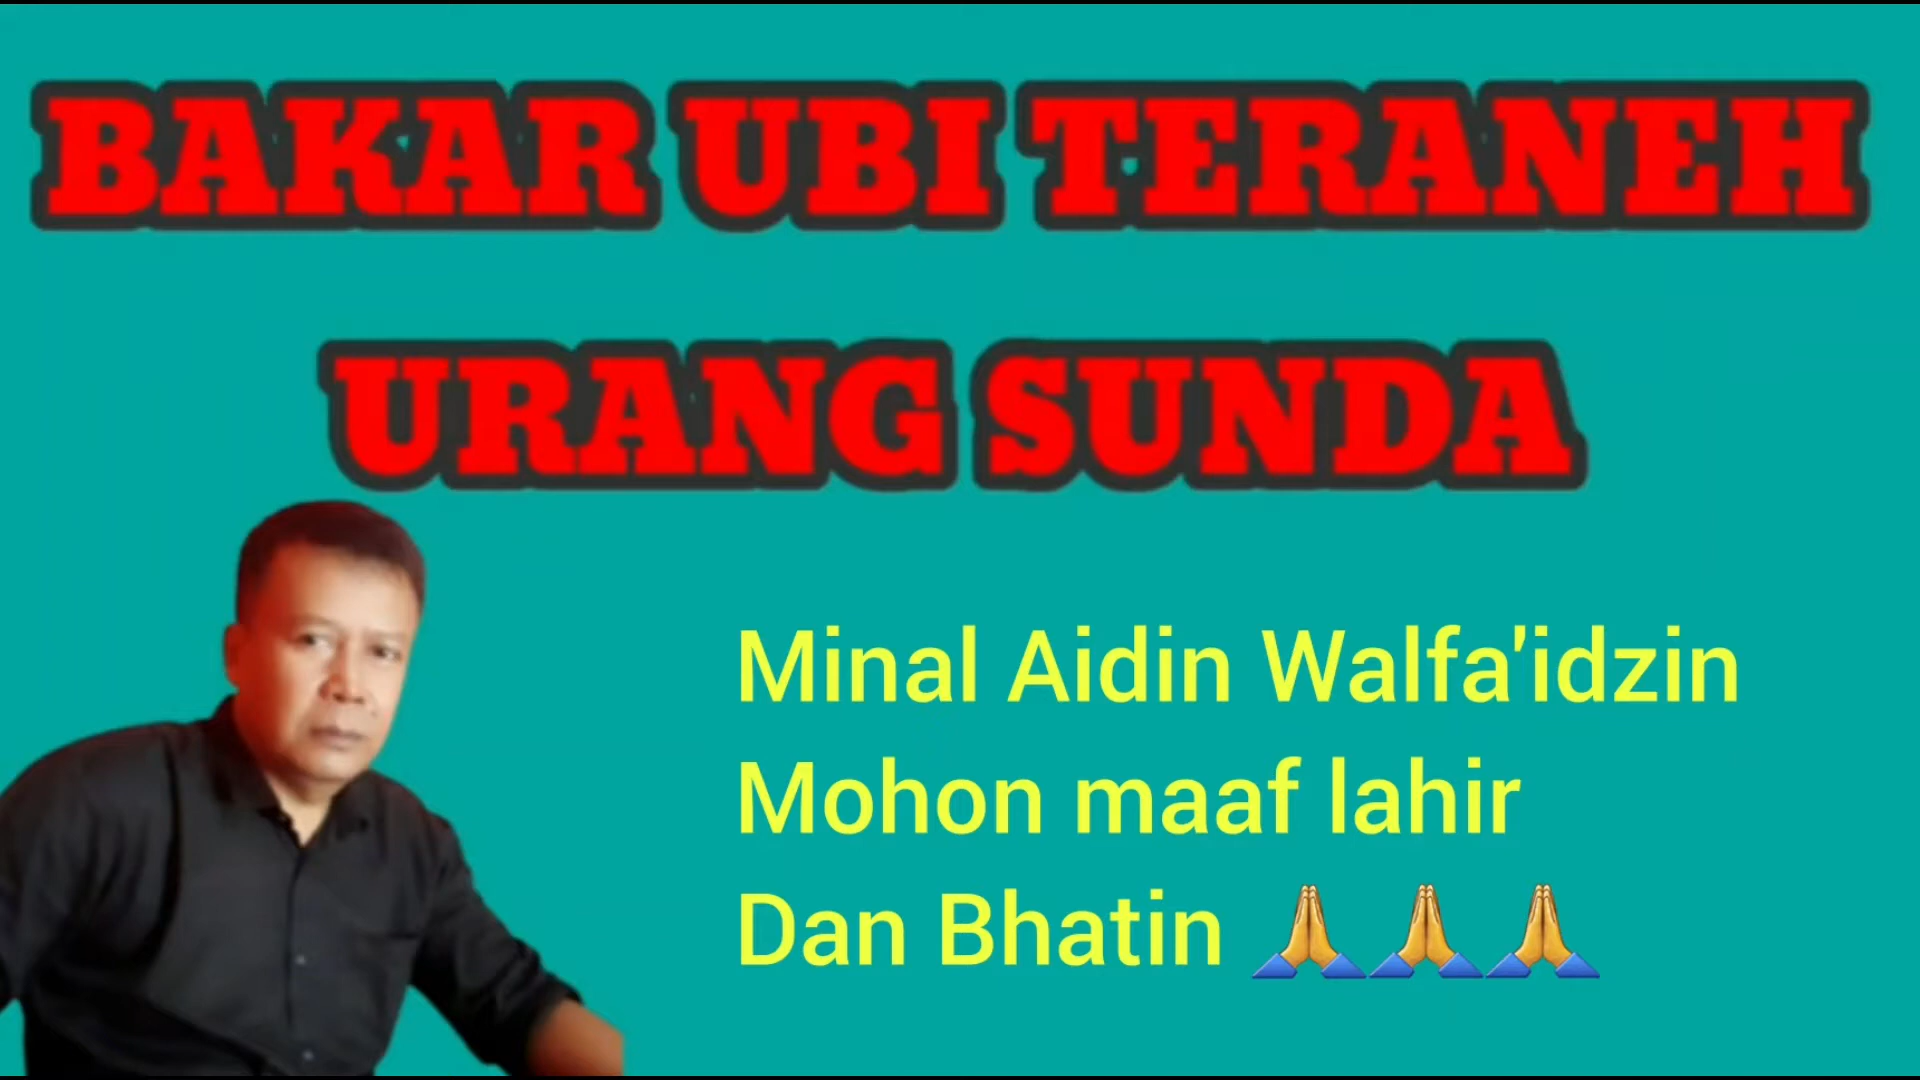 BAKAR UBI TERANEH
URANG SUNDA
Minal Aidin Walfa'idzin
Mohon maaf lahir
Dan Bhatin 🙏🙏🙏